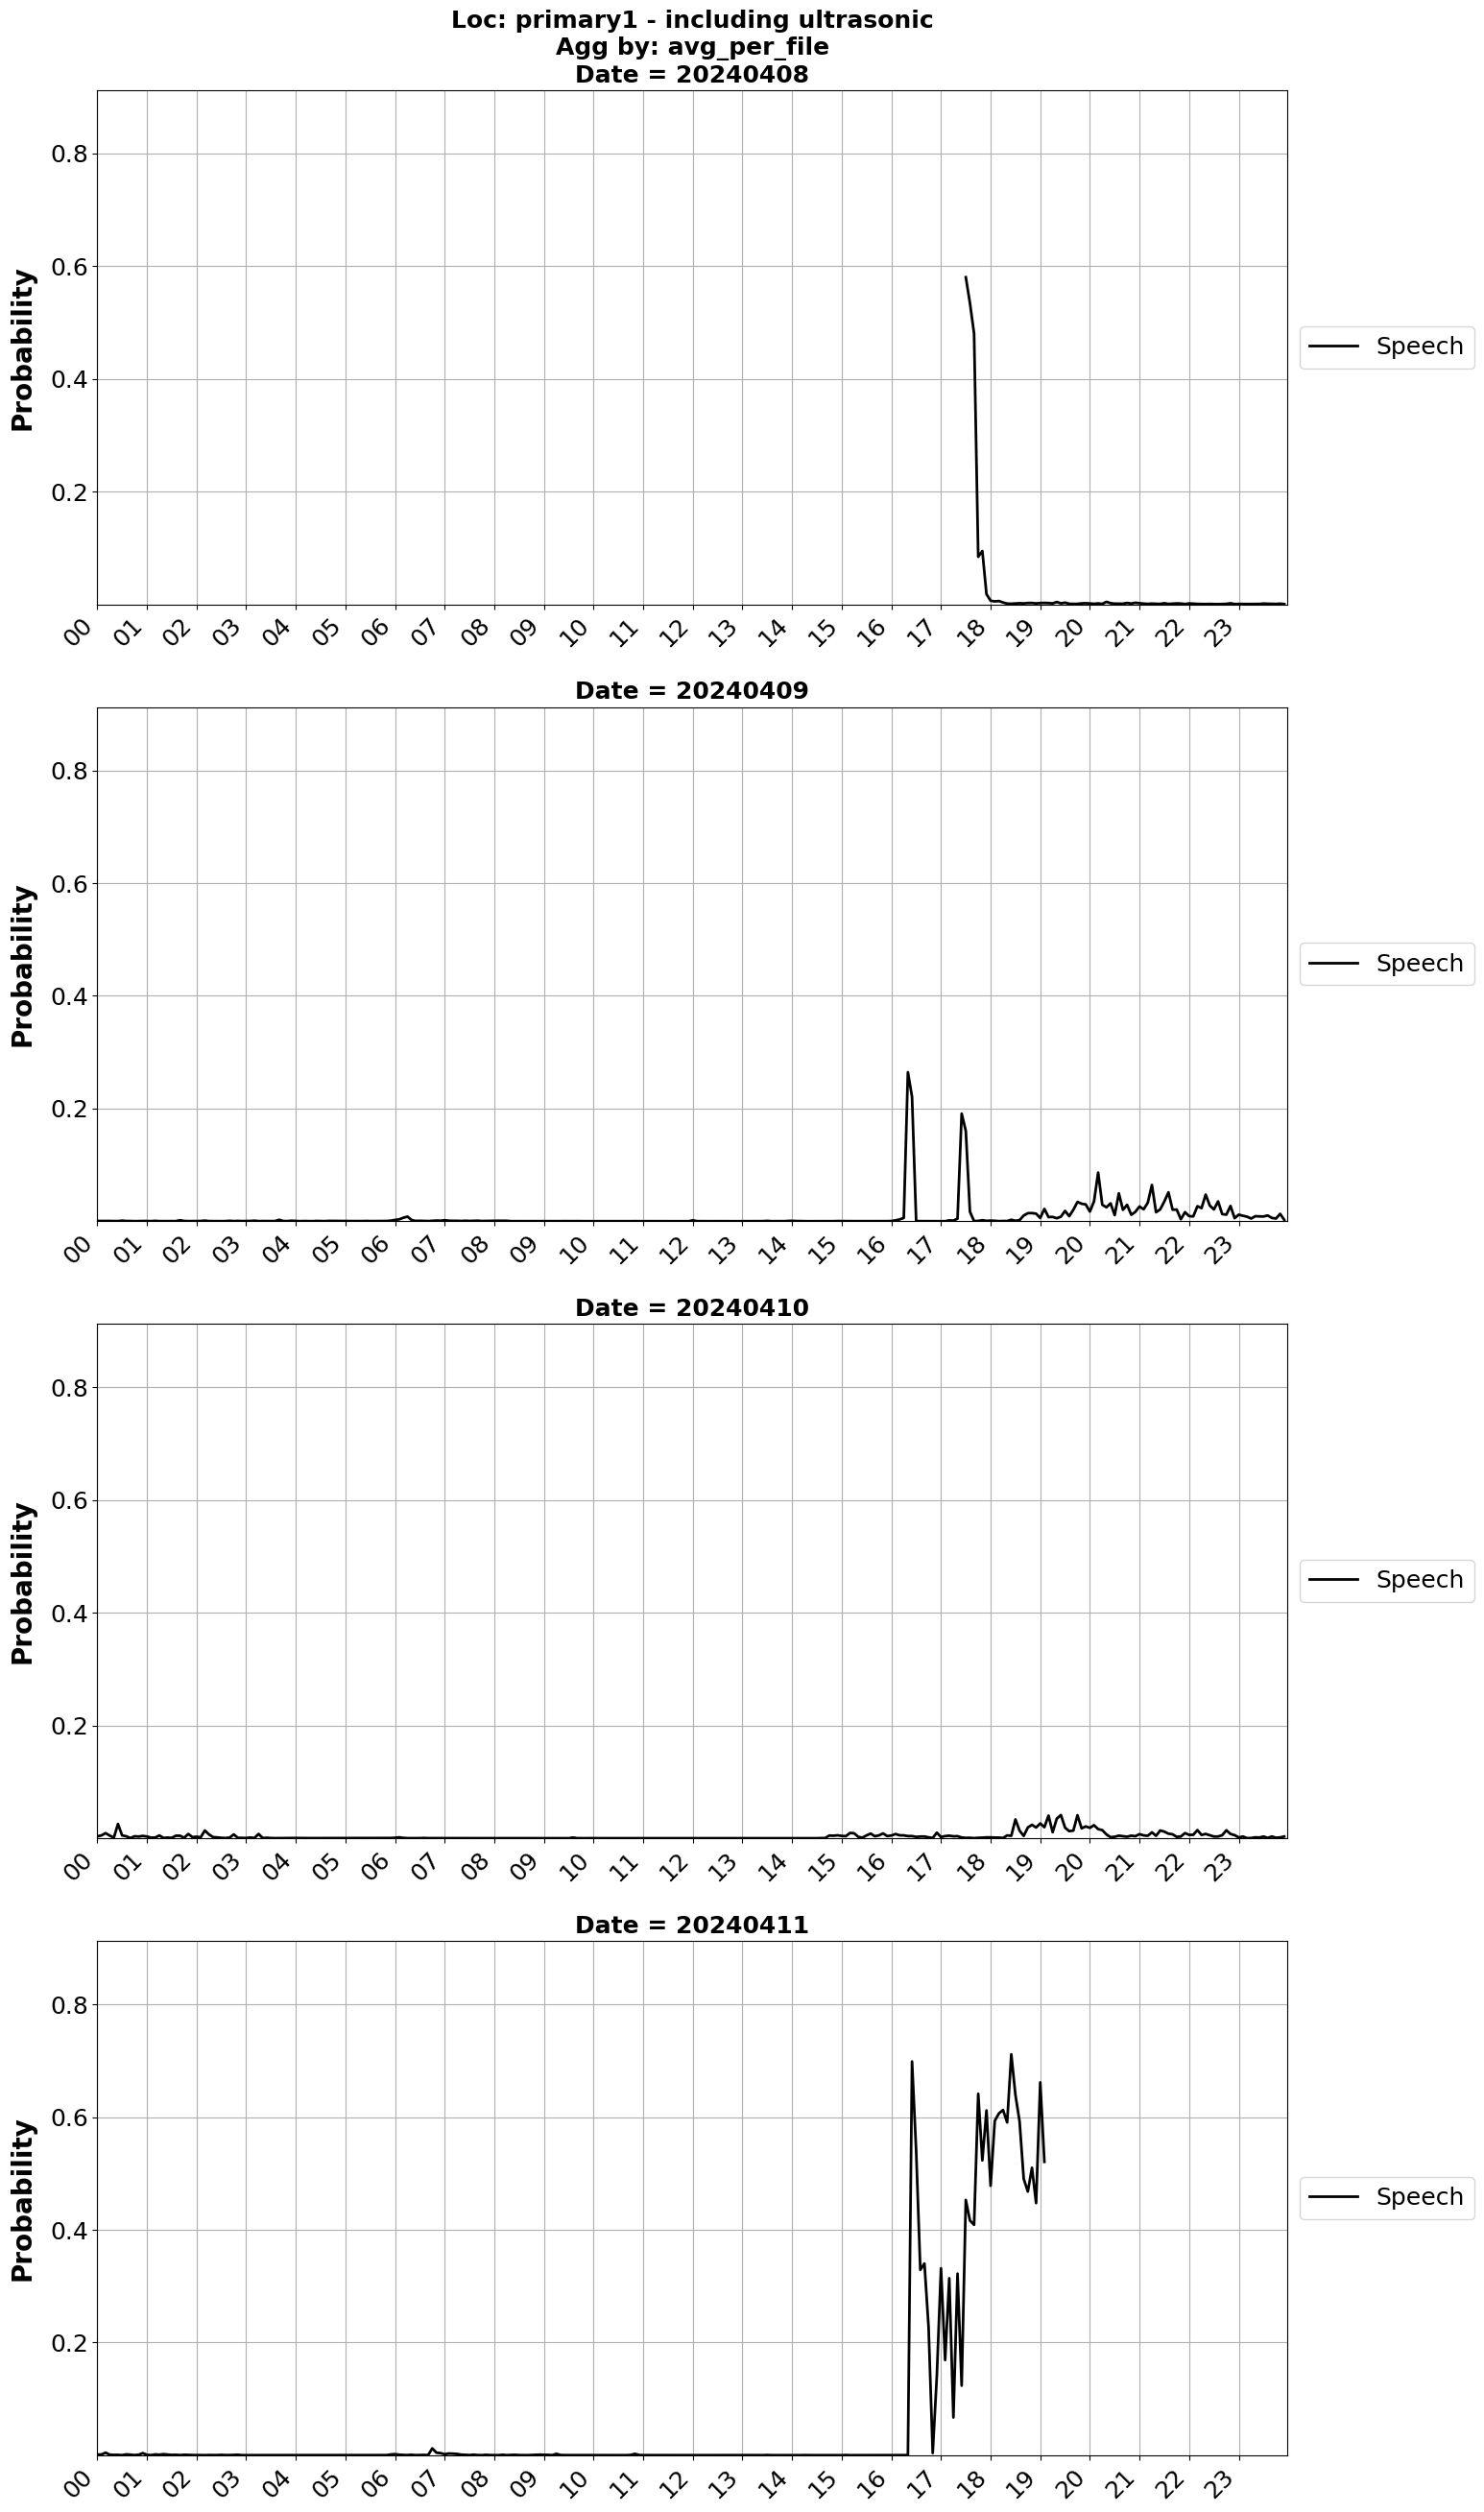 Loc: primary1 - including ultrasonic
Agg by: avg_per_file
Date = 20240408
Probability
0.8
0.6
0.4
0.2
00 01 02 03 04 05 06 07 08 09 10 11 12 13 14 15 16 17 18 19 20 21 22 23
Speech
Date = 20240409
Probability
0.8
0.6
0.4
0.2
00 01 02 03 04 05 06 07 08 09 10 11 12 13 14 15 16 17 18 19 20 21 22 23
Speech
Date = 20240410
Probability
0.8
0.6
0.4
0.2
00 01 02 03 04 05 06 07 08 09 10 11 12 13 14 15 16 17 18 19 20 21 22 23
Speech
Date = 20240411
Probability
0.8
0.6
0.4
0.2
00 01 02 03 04 05 06 07 08 09 10 11 12 13 14 15 16 17 18 19 20 21 22 23
Speech